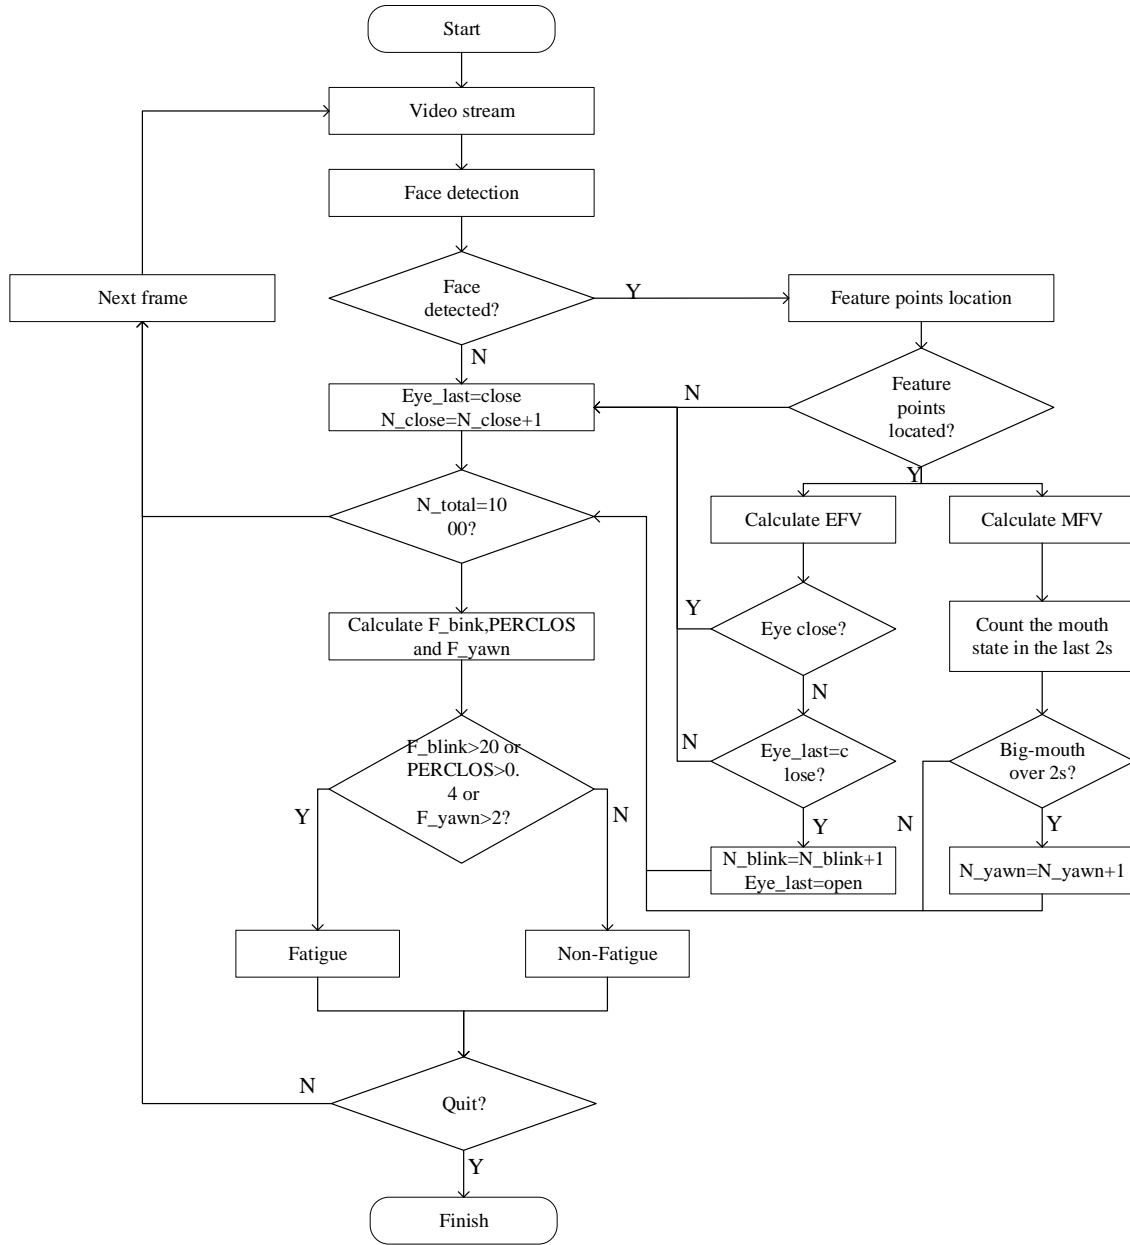 Start
Video stream
Face detection
Face
detected?
Y
N
Next frame
Feature points location
Feature
points
located?
N
Y
Eye_last=close
N_close=N_close+1
N_total=10
00?
Calculate EFV
Calculate MFV
Eye close?
Y
N
Count the mouth
state in the last 2s
Calculate F_bink,PERCLOS
and F_yawn
Eye_last=c
lose?
N
Y
Big-mouth
over 2s?
N
Y
F_blink>20 or
PERCLOS>0.
4 or
F_yawn>2?
Y
N
N_blink=N_blink+1
Eye_last=open
N_yawn=N_yawn+1
Fatigue
Non-Fatigue
Quit?
N
Y
Finish